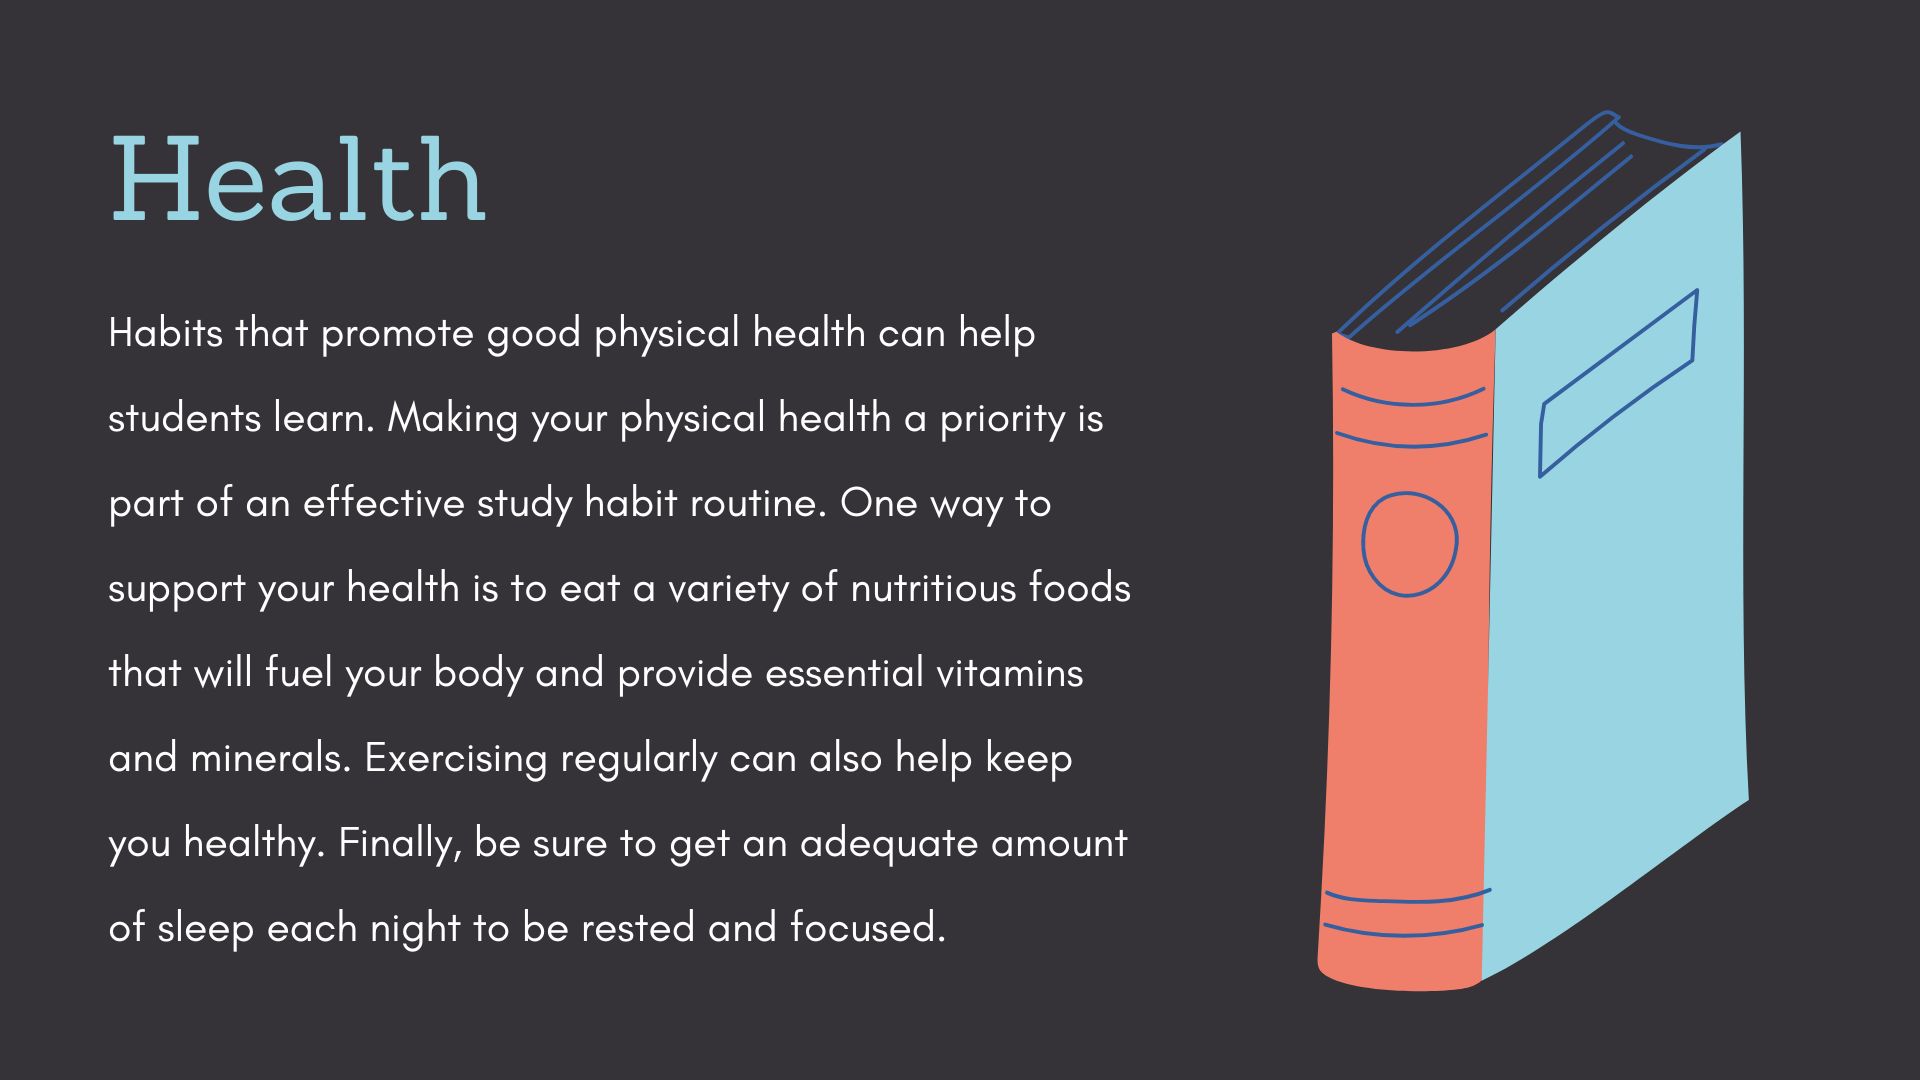 Health
Habits that promote good physical health can help
students learn. Making your physical health a priority is
part of an effective study habit routine. One way to
support your health is to eat a variety of nutritious foods
that will fuel your body and provide essential vitamins
and minerals. Exercising regularly can also help keep
you healthy. Finally, be sure to get an adequate amount
of sleep each night to be rested and focused.